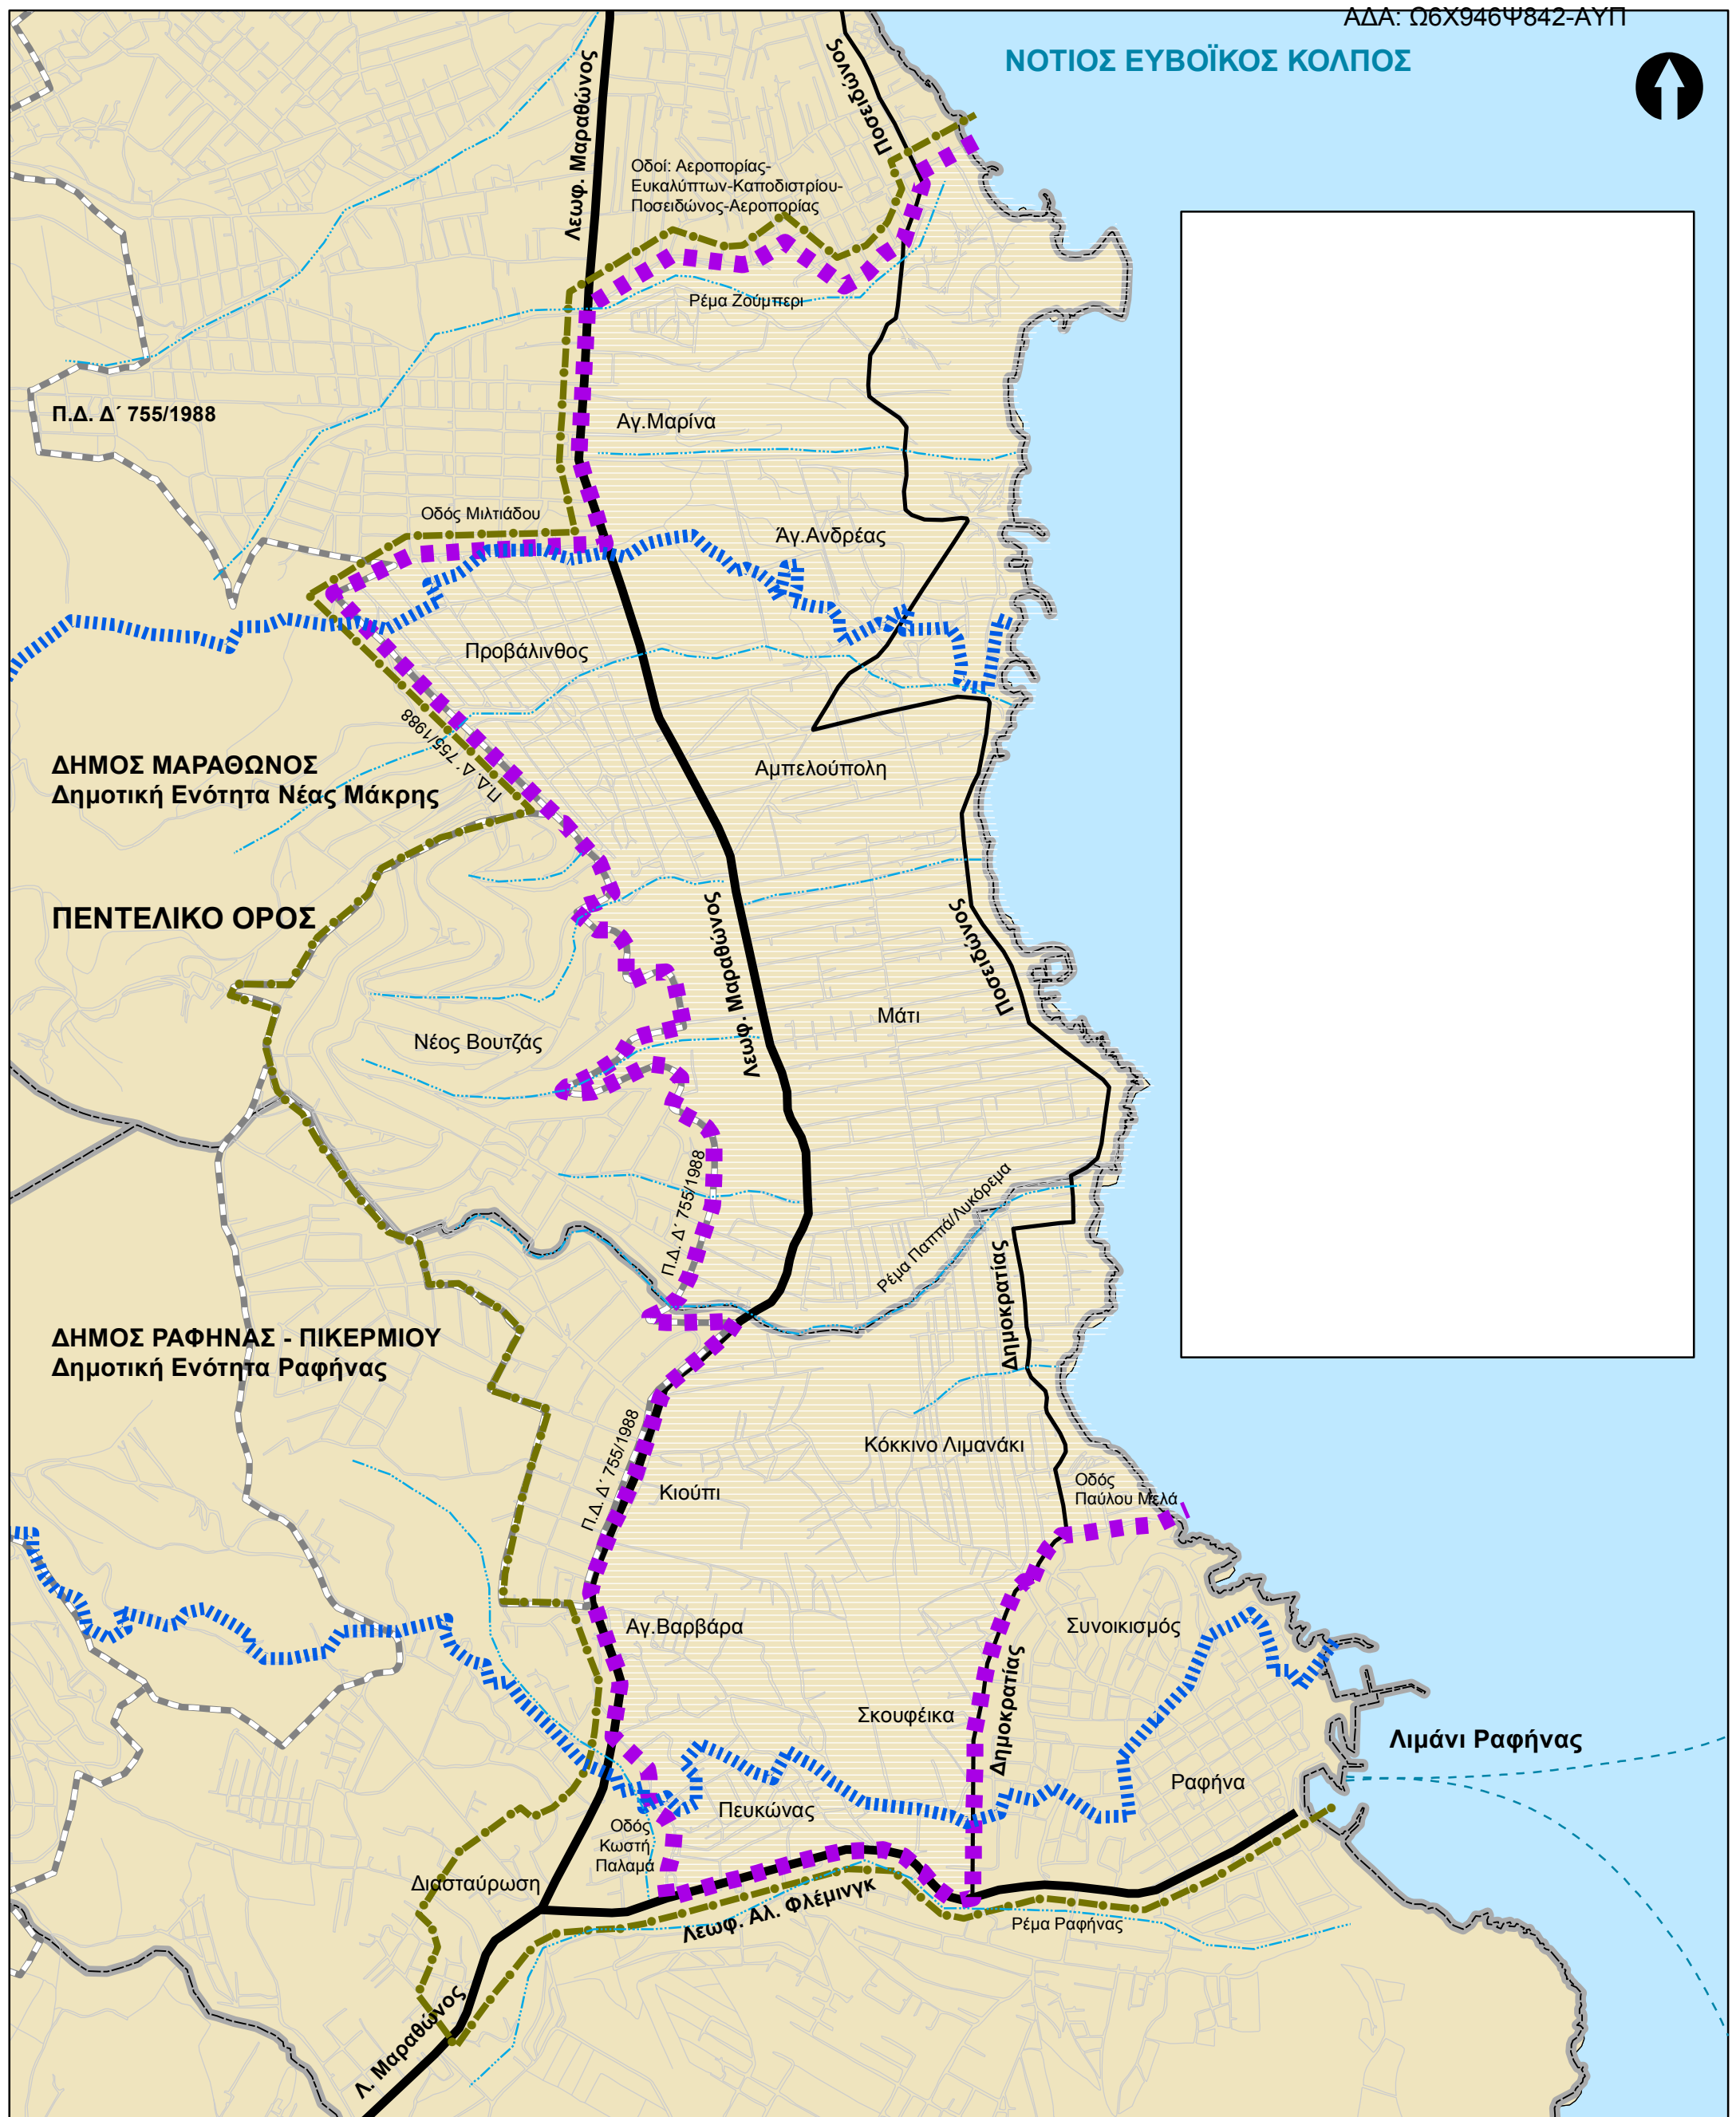 ΑΔΑ: Ω6Χ946Ψ842-ΑΥΠ
ΝΟΤΙΟΣ ΕΥΒΟΪΚΟΣ ΚΟΛΠΟΣ
Λεωφ. Μαραθώνος
Ποσειδώνος
Οδοί: Αεροπορίας-
Ευκαλύπτων-Καποδιστρίου-
Ποσειδώνος-Αεροπορίας
Ρέμα Ζούμπερι
Π.Δ. Δ΄ 755/1988
Αγ.Μαρίνα
Οδός Μιλτιάδου
Άγ.Ανδρέας
Προβάλινθος
Π.Δ. Δ΄ 755/1988
ΔΗΜΟΣ ΜΑΡΑΘΩΝΟΣ
Δημοτική Ενότητα Νέας Μάκρης
Αμπελούπολη
ΠΕΝΤΕΛΙΚΟ ΟΡΟΣ
Λεωφ. Μαραθώνος
Ποσειδώνος
Μάτι
Νέος Βουτζάς
Π.Δ. Δ΄ 755/1988
Ρέμα Παππά/Λυκόρεμα
Δημοκρατίας
ΔΗΜΟΣ ΡΑΦΗΝΑΣ - ΠΙΚΕΡΜΙΟΥ
Δημοτική Ενότητα Ραφήνας
Π.Δ. Δ΄ 755/1988
Κόκκινο Λιμανάκι
Κιούπι
Οδός
Παύλου Μελά
Αγ.Βαρβάρα
Συνοικισμός
Σκουφέικα
Δημοκρατίας
Λιμάνι Ραφήνας
Ραφήνα
Πευκώνας
Οδός
Κωστή
Παλαμά
Διασταύρωση
Λεωφ. Αλ. Φλέμινγκ
Ρέμα Ραφήνας
Λ. Μαραθώνος